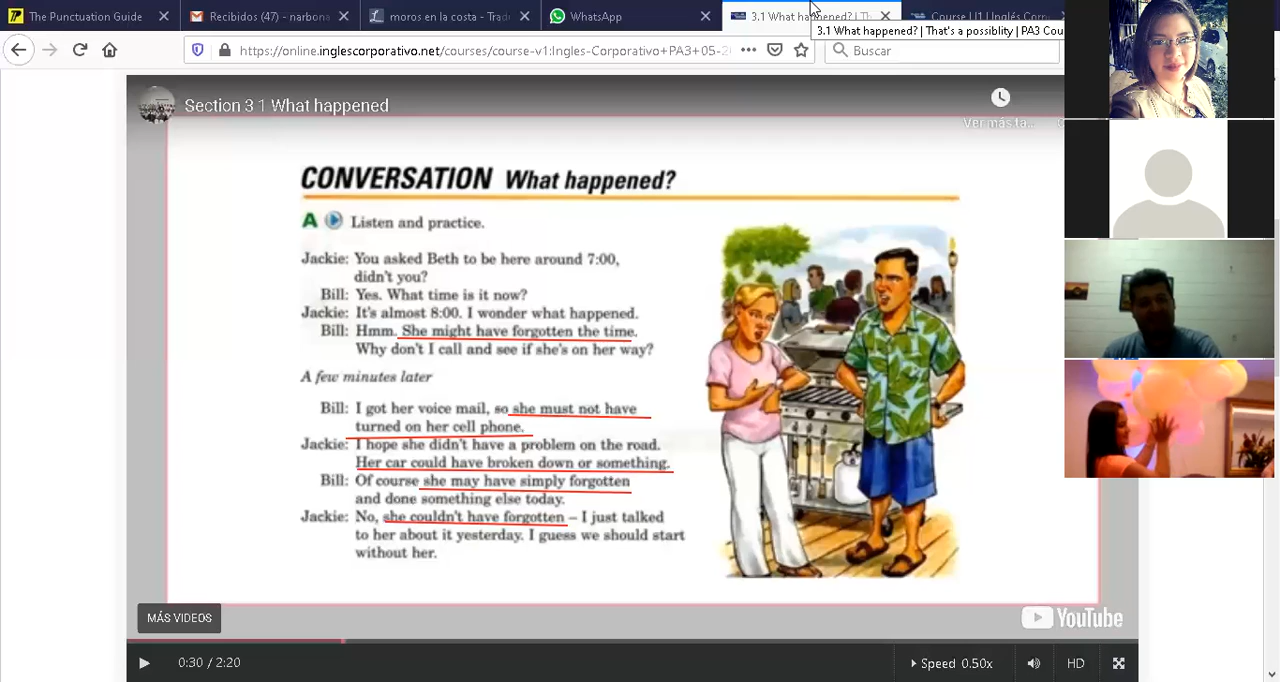 The Punctuation Guide
Recibidos (47) - narbona
moros en la costa - Tradu
WhatsApp
3.1 What happened? | Th
Course U1 Inglés Corpo
3.1 What happened? | That's a possiblity | PA3 Cou
https://online.inglescorporativo.net/courses/course-v1:Ingles-Corporativo+PA3+05-2
Buscar
Section 3 1 What happened
Ver más ta...
CONVERSATION What happened?
A Listen and practice.
Jackie: You asked Beth to be here around 7:00,
didn't you?
Bill: Yes. What time is it now?
Jackie: It's almost 8:00. I wonder what happened.
Bill: Hmm. She might have forgotten the time.
Why don't I call and see if she's on her way?
A few minutes later
Bill: I got her voice mail, so she must not have
turned on her cell phone.
Jackie: I hope she didn't have a problem on the road.
Her car could have broken down or something.
Bill: Of course she may have simply forgotten
and done something else today.
Jackie: No, she couldn't have forgotten – I just talked
to her about it yesterday. I guess we should start
without her.
MÁS VIDEOS
YouTube
0:30 / 2:20
Speed 0.50x
HD